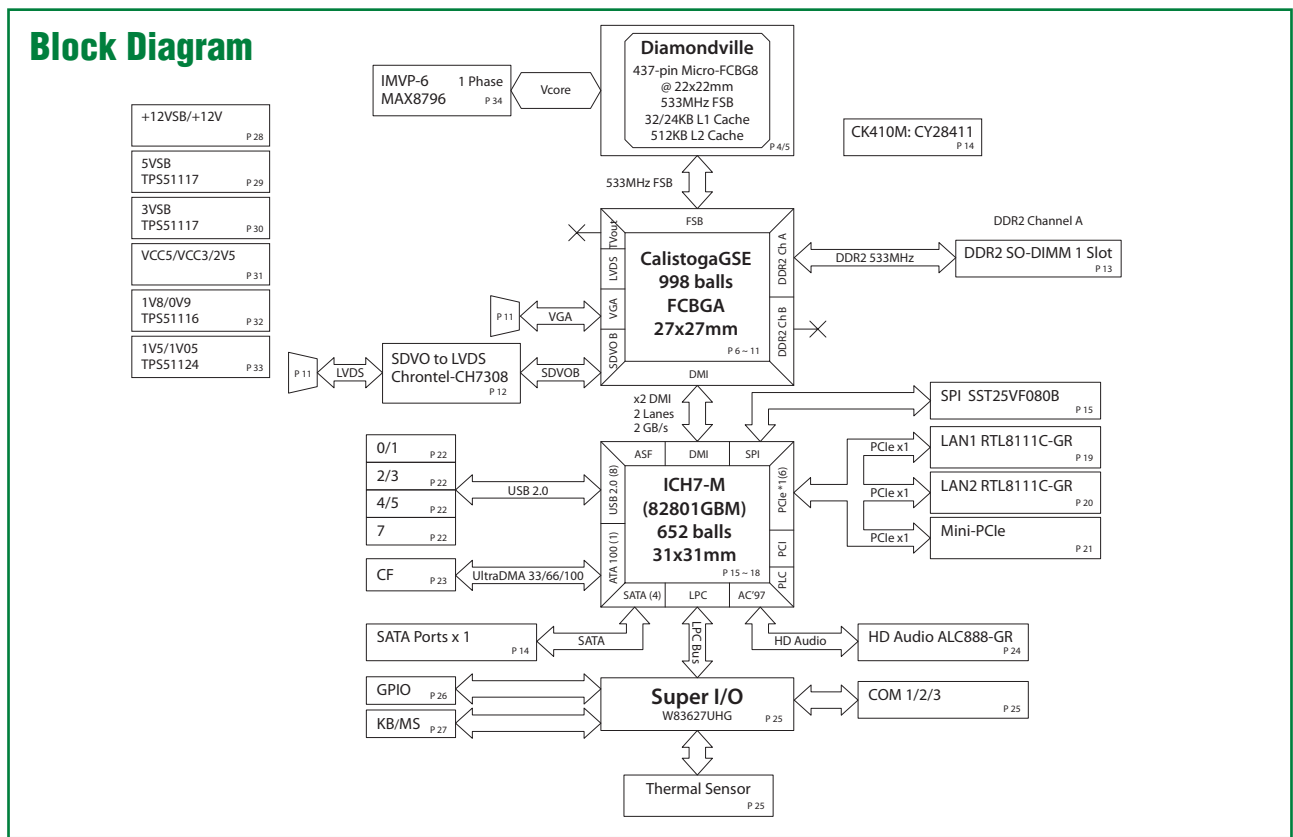 Block Diagram
Diamondville
437-pin Micro-FCBG8
@ 22x22mm
533MHz FSB
32/24KB L1 Cache
512KB L2 Cache
P 4/5
IMVP-6 1 Phase
MAX8796 P 34
Vcore
CK410M: CY28411
P 14
+12VSB/+12V
P 28
5VSB
TPS51117 P 29
3VSB
TPS51117 P 30
VCC5/VCC3/2V5
P 31
1V8/0V9
TPS51116 P 32
1V5/1V05
TPS51124 P 33
533MHz FSB
FSB
TVout
LVDS
VGA
SDVO B
CalistogaGSE
998 balls
FCBGA
27x27mm
P 6 ~ 11
DDR2 Ch A
DDR2 Ch B
DMI
DDR2 Channel A
DDR2 533MHz
DDR2 SO-DIMM 1 Slot
P 13
P 11
VGA
P 11
LVDS
SDVO to LVDS
Chrontel-CH7308
P 12
SDVOB
x2 DMI
2 Lanes
2 GB/s
SPI SST25VF080B
P 15
ASF
DMI
SPI
USB 2.0 (8)
ATA 100 (1)
ICH7-M
(82801GBM)
652 balls
31x31mm
P 15 ~ 18
PCIe *1(6)
PCI
PLC
SATA (4)
LPC
AC'97
PCIe x1
LAN1 RTL8111C-GR
P 19
PCIe x1
LAN2 RTL8111C-GR
P 20
PCIe x1
Mini-PCIe
P 21
0/1 P 22
2/3 P 22
4/5 P 22
7 P 22
USB 2.0
CF P 23
UltraDMA 33/66/100
SATA Ports x 1
P 14
SATA
LPC Bus
HD Audio
HD Audio ALC888-GR
P 24
GPIO P 26
KB/MS P 27
Super I/O
W83627UHG
P 25
COM 1/2/3
P 25
Thermal Sensor
P 25